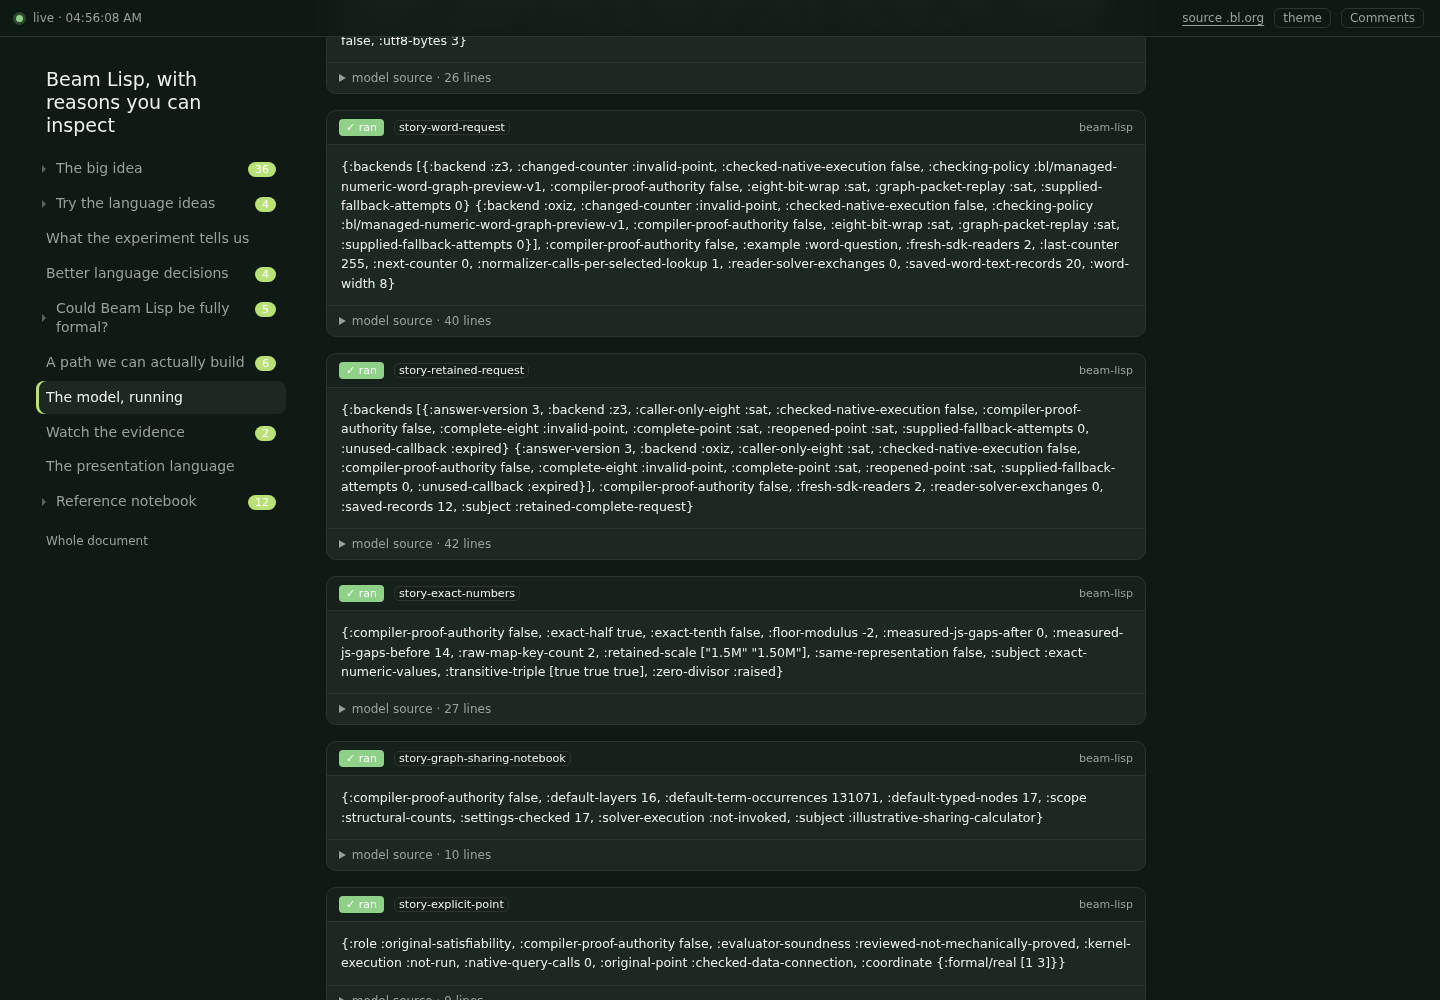 live · 04:56:08 AM
source .bl.org
theme
Comments
Beam Lisp, with
reasons you can
inspect
The big idea 36
Try the language ideas 4
What the experiment tells us
Better language decisions 4
Could Beam Lisp be fully 5
formal?
A path we can actually build 6
The model, running
Watch the evidence 2
The presentation language
Reference notebook 12
Whole document
false, :utf8-bytes 3}
model source · 26 lines
✓ ran story-word-request beam-lisp
{:backends [{:backend :z3, :changed-counter :invalid-point, :checked-native-execution false, :checking-policy :bl/managed-
numeric-word-graph-preview-v1, :compiler-proof-authority false, :eight-bit-wrap :sat, :graph-packet-replay :sat, :supplied-
fallback-attempts 0} {:backend :oxiz, :changed-counter :invalid-point, :checked-native-execution false, :checking-policy
:bl/managed-numeric-word-graph-preview-v1, :compiler-proof-authority false, :eight-bit-wrap :sat, :graph-packet-replay :sat,
:supplied-fallback-attempts 0}], :compiler-proof-authority false, :example :word-question, :fresh-sdk-readers 2, :last-counter
255, :next-counter 0, :normalizer-calls-per-selected-lookup 1, :reader-solver-exchanges 0, :saved-word-text-records 20, :word-
width 8}
model source · 40 lines
✓ ran story-retained-request beam-lisp
{:backends [{:answer-version 3, :backend :z3, :caller-only-eight :sat, :checked-native-execution false, :compiler-proof-
authority false, :complete-eight :invalid-point, :complete-point :sat, :reopened-point :sat, :supplied-fallback-attempts 0,
:unused-callback :expired} {:answer-version 3, :backend :oxiz, :caller-only-eight :sat, :checked-native-execution false,
:compiler-proof-authority false, :complete-eight :invalid-point, :complete-point :sat, :reopened-point :sat, :supplied-fallback-
attempts 0, :unused-callback :expired}], :compiler-proof-authority false, :fresh-sdk-readers 2, :reader-solver-exchanges 0,
:saved-records 12, :subject :retained-complete-request}
model source · 42 lines
✓ ran story-exact-numbers beam-lisp
{:compiler-proof-authority false, :exact-half true, :exact-tenth false, :floor-modulus -2, :measured-js-gaps-after 0, :measured-
js-gaps-before 14, :raw-map-key-count 2, :retained-scale ["1.5M" "1.50M"], :same-representation false, :subject :exact-
numeric-values, :transitive-triple [true true true], :zero-divisor :raised}
model source · 27 lines
✓ ran story-graph-sharing-notebook beam-lisp
{:compiler-proof-authority false, :default-layers 16, :default-term-occurrences 131071, :default-typed-nodes 17, :scope
:structural-counts, :settings-checked 17, :solver-execution :not-invoked, :subject :illustrative-sharing-calculator}
model source · 10 lines
✓ ran story-explicit-point beam-lisp
{:role :original-satisfiability, :compiler-proof-authority false, :evaluator-soundness :reviewed-not-mechanically-proved, :kernel-
execution :not-run, :native-query-calls 0, :original-point :checked-data-connection, :coordinate {:formal/real [1 3]}}
model source · 9 lines